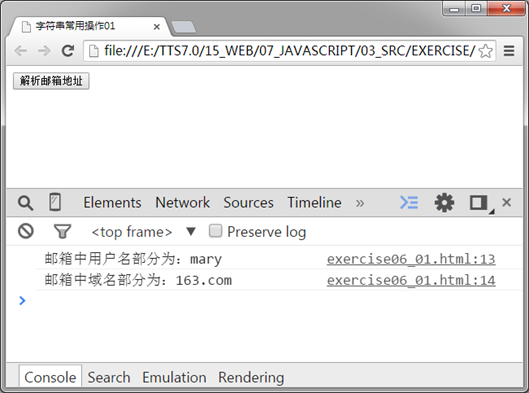 字符串常用操作01
file:///E:/TTS7.0/15_WEB/07_JAVASCRIPT/03_SRC/EXERCISE/
解析邮箱地址
Elements Network Sources Timeline »
<top frame> ▼ Preserve log
邮箱中用户名部分为：mary exercise06_01.html:13
邮箱中域名部分为：163.com exercise06_01.html:14
Console Search Emulation Rendering